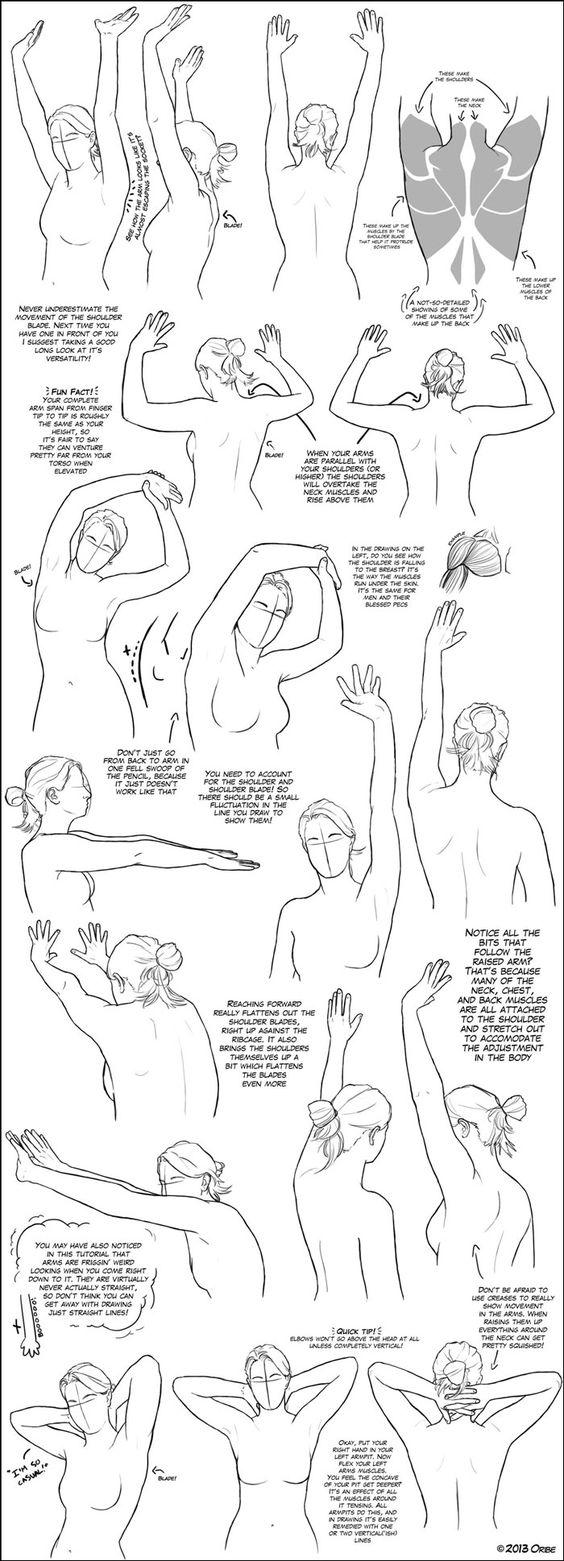 These make
the shoulders
These make
the neck
See how the arm looks like it's
almost escaping the socket?
Blade!
These make up the
muscles by the
shoulder blade
that help it protrude
sometimes
These make up
the lower
muscles of
the back
A not-so-detailed
showing of some
of the muscles that
make up the back
Never underestimate the
movement of the shoulder
blade. Next time you
have one in front of you
I suggest taking a good
long look at it's
versatility!
Fun Fact!
Your complete
arm span from finger
tip to tip is roughly
the same as your
height, so
it's fair to say
they can venture
pretty far from your
torso when
elevated
Blade!
When your arms
are parallel with
your shoulders (or
higher) the shoulders
will overtake the
neck muscles and
rise above them
Blade!
In the drawing on the
left, do you see how
the shoulder is falling
to the breast? It's
the way the muscles
run under the skin.
It's the same for
men and their
blessed pecs
Example
+
Don't just go
from back to arm in
one fell swoop of
the pencil, because
it just doesn't
work like that
You need to account
for the shoulder and
shoulder blade! So
there should be a small
fluctuation in the
line you draw to
show them!
Notice all the
bits that
follow the
raised arm?
That's because
many of the
neck, chest,
and back muscles
are all attached
to the shoulder
and stretch out
to accomodate
the adjustment
in the body
Reaching forward
really flattens out the
shoulder blades,
right up against the
ribcage. It also
brings the shoulders
themselves up a
bit which flattens
the blades
even more
You may have also noticed
in this tutorial that
arms are friggin' weird
looking when you come right
down to it. They are virtually
never actually straight,
so don't think you can
get away with drawing
just straight lines!
+
Don't be afraid to
use creases to really
show movement
in the arms. When
raising them up
everything around
the neck can get
pretty squished!
Quick tip!
Elbows won't go above the head at all
unless completely vertical!
"I'm so
casual."
Blade!
Okay, put your
right hand in your
left armpit. Now
flex your left
arms muscles.
You feel the concave
of your pit get deeper?
It's an effect of all
the muscles around
it tensing. All
armpits do this, and
in drawing it's easily
remedied with one
or two vertical(ish)
lines
© 2013 Oribe